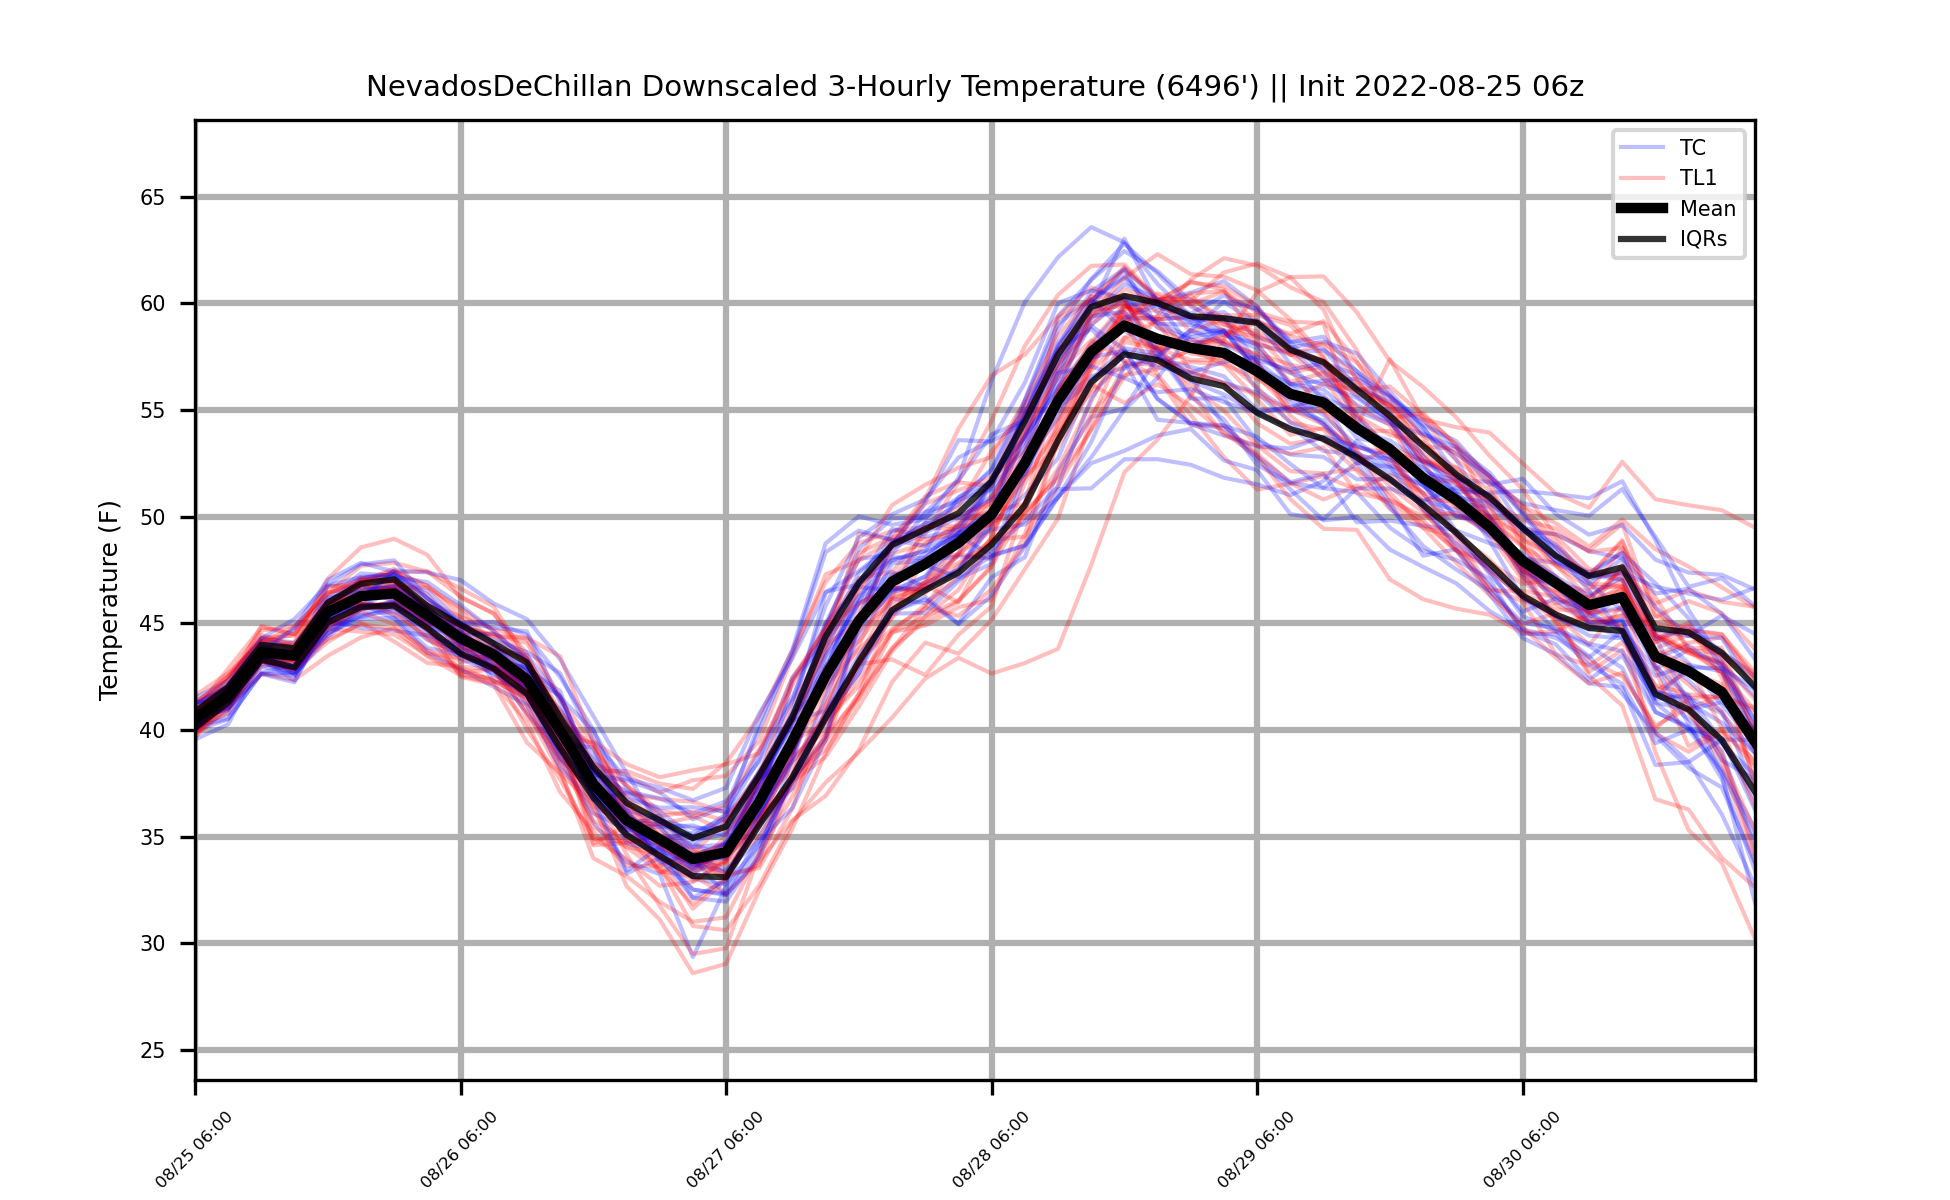 NevadosDeChillan Downscaled 3-Hourly Temperature (6496') || Init 2022-08-25 06z
TC
TL1
Mean
IQRs
Temperature (F)
65
60
55
50
45
40
35
30
25
08/25 06:00
08/26 06:00
08/27 06:00
08/28 06:00
08/29 06:00
08/30 06:00